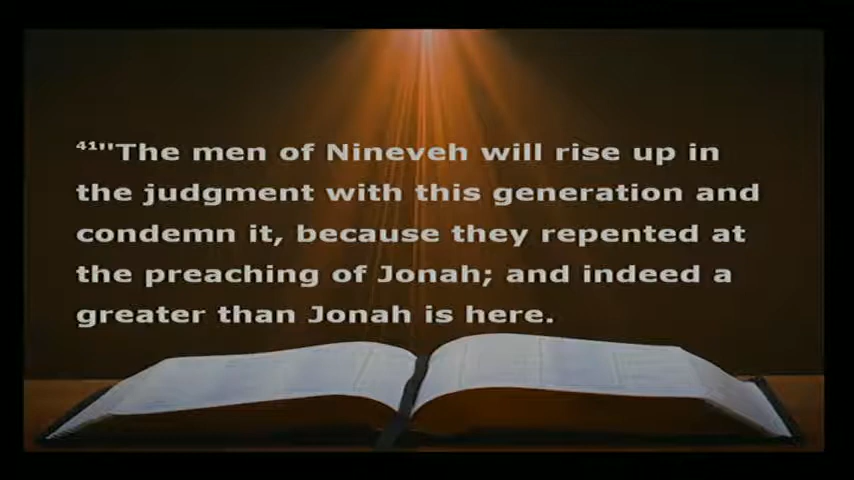 ⁴¹"The men of Nineveh will rise up in
the judgment with this generation and
condemn it, because they repented at
the preaching of Jonah; and indeed a
greater than Jonah is here.